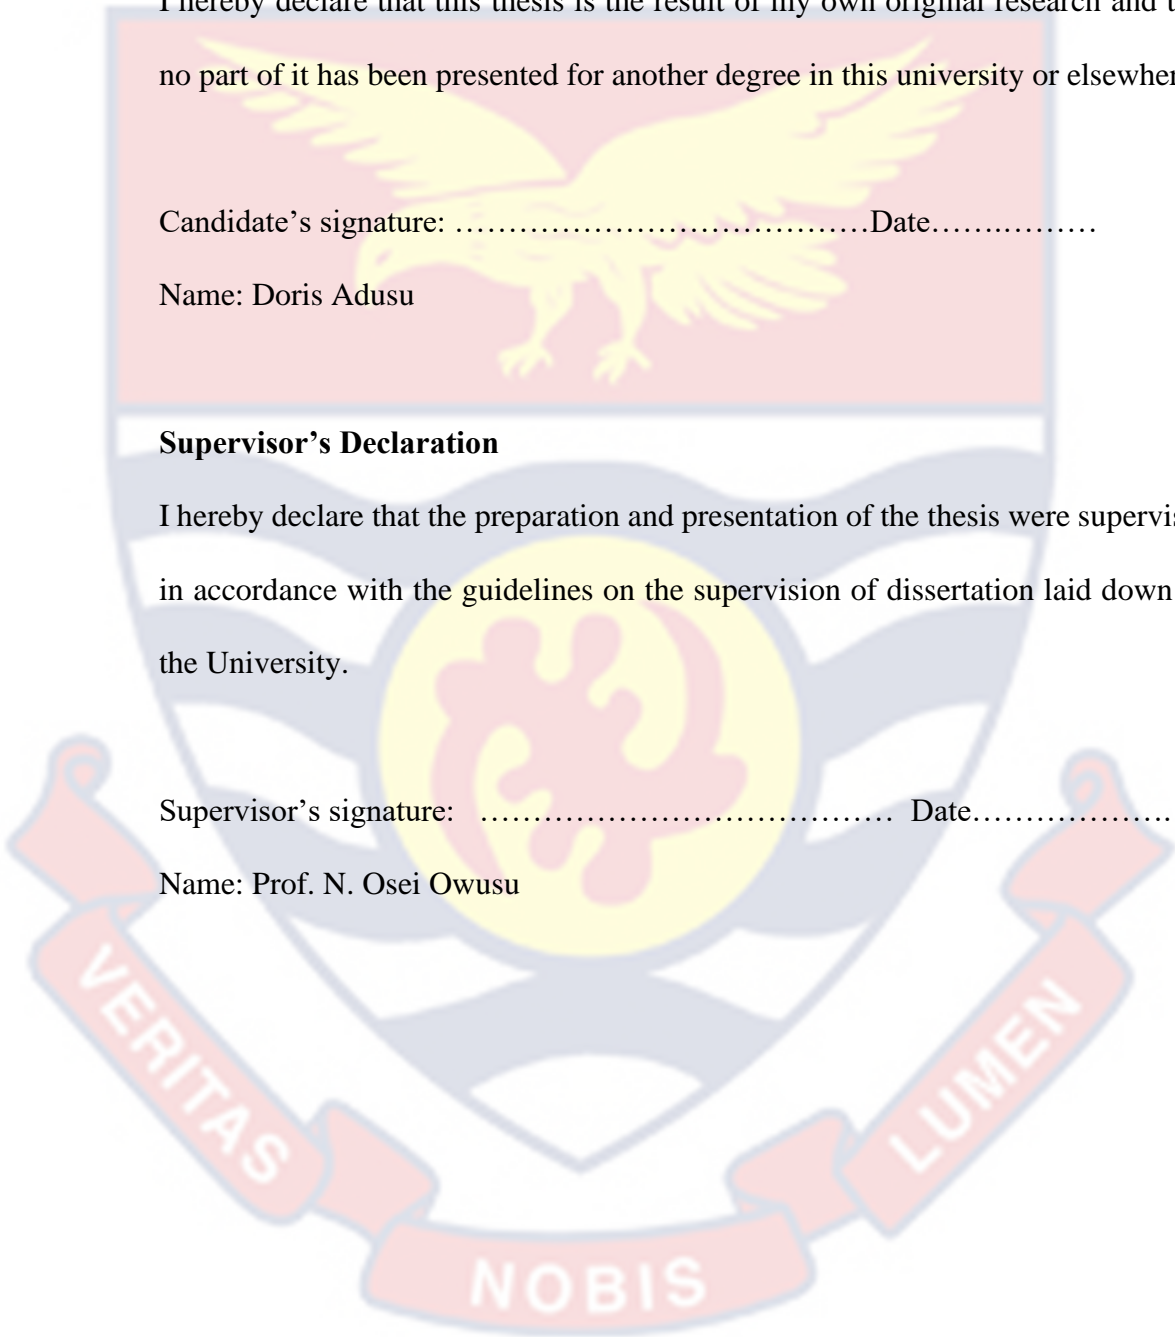 I hereby declare that this thesis is the result of my own original research and
no part of it has been presented for another degree in this university or
Candidate’s signature: …………………………………Date…….………
Name: Doris Adusu
Supervisor’s Declaration
I hereby declare that the preparation and presentation of the thesis were
in accordance with the guidelines on the supervision of dissertation laid down
the University.
Supervisor’s signature: ………………………………… Date……………….
Name: Prof. N. Osei Owusu
VERITAS
NOBIS
LUMEN